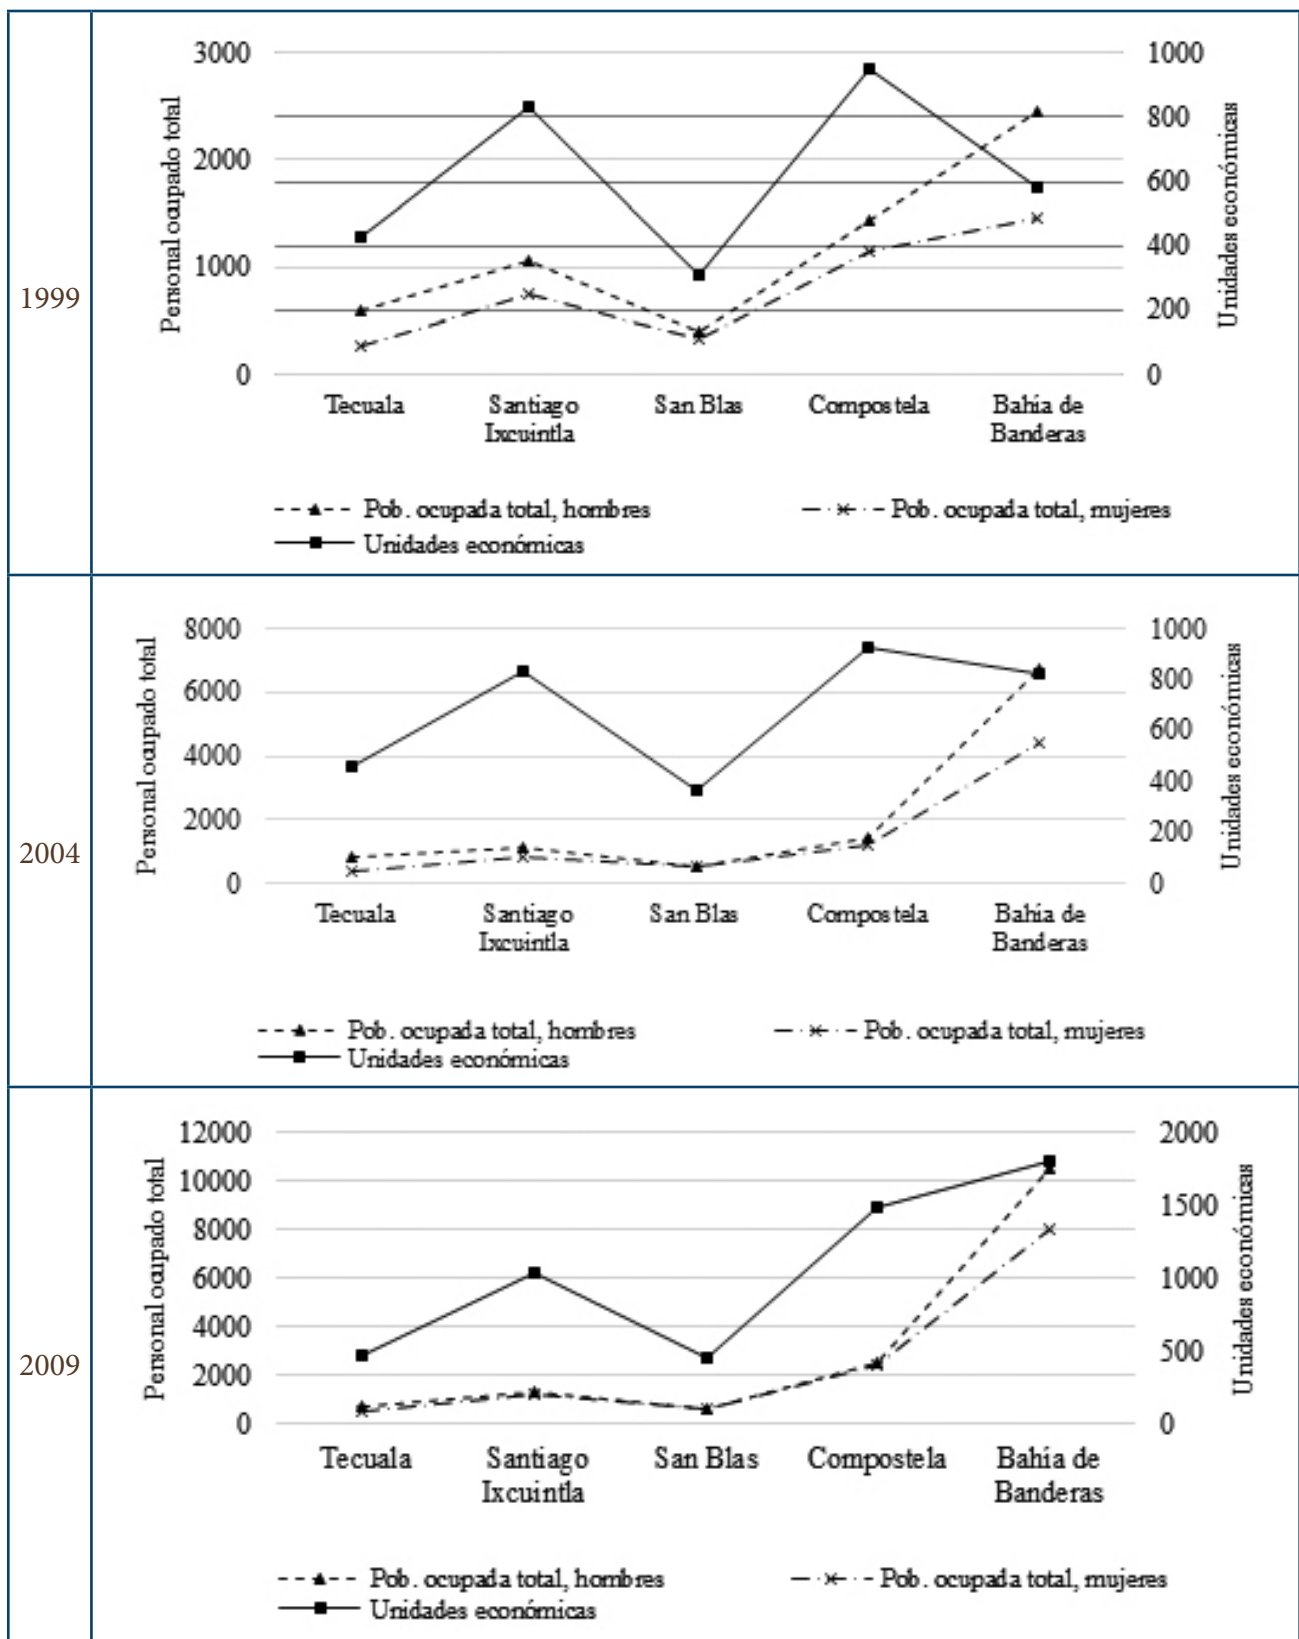 1999
Personal ocupado total
3000
2000
1000
0
1000
800
600
400
200
0
Unidades económicas
Tecuala
Santiago
Ixcuintla
San Blas
Compostela
Bahía de
Banderas
Pob. ocupada total, hombres
Pob. ocupada total, mujeres
Unidades económicas
2004
Personal ocupado total
8000
6000
4000
2000
0
1000
800
600
400
200
0
Unidades económicas
Tecuala
Santiago
Ixcuintla
San Blas
Compostela
Bahía de
Banderas
Pob. ocupada total, hombres
Pob. ocupada total, mujeres
Unidades económicas
2009
Personal ocupado total
12000
10000
8000
6000
4000
2000
0
2000
1500
1000
500
0
Unidades económicas
Tecuala
Santiago
Ixcuintla
San Blas
Compostela
Bahía de
Banderas
Pob. ocupada total, hombres
Pob. ocupada total, mujeres
Unidades económicas